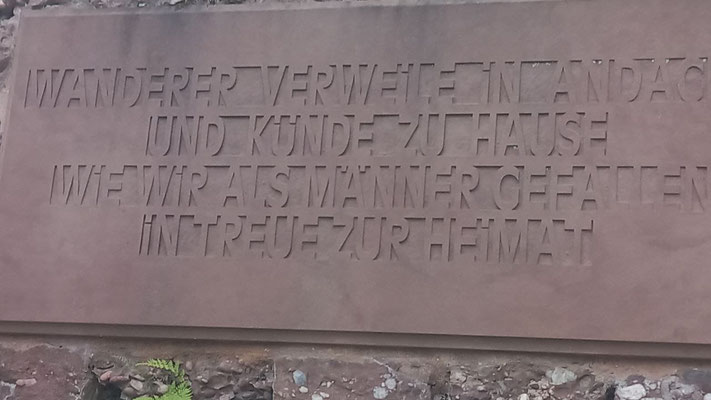 WANDERER VERWEILE iN ANDAC
UND KÜNDE ZU HAUSE
WiE WiR ALS MÄNNER GEFALLEN
iN TREUE ZUR HEiMAT